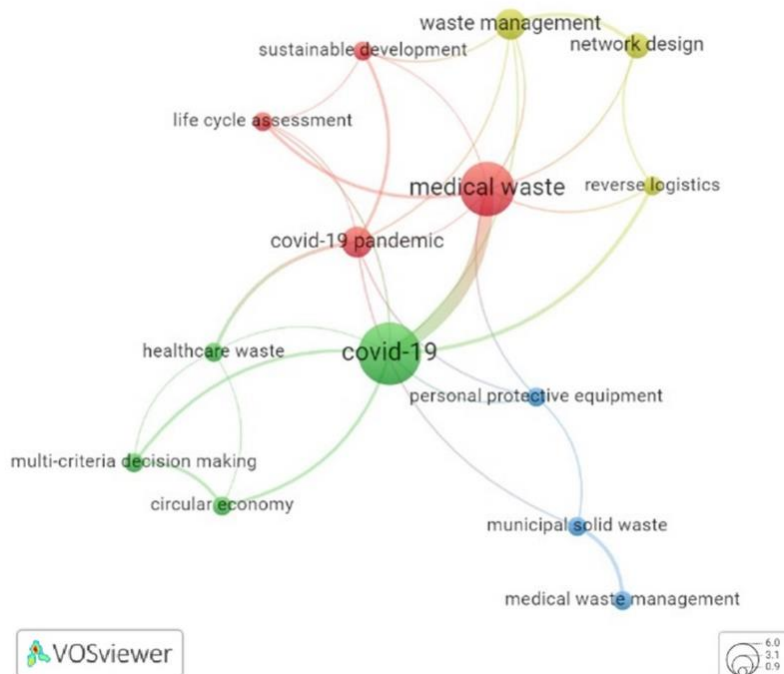 waste management
network design
sustainable development
life cycle assessment
medical waste
reverse logistics
covid-19 pandemic
healthcare waste
covid-19
personal protective equipment
multi-criteria decision making
circular economy
municipal solid waste
medical waste management
VOSviewer
6.0
3.1
0.9